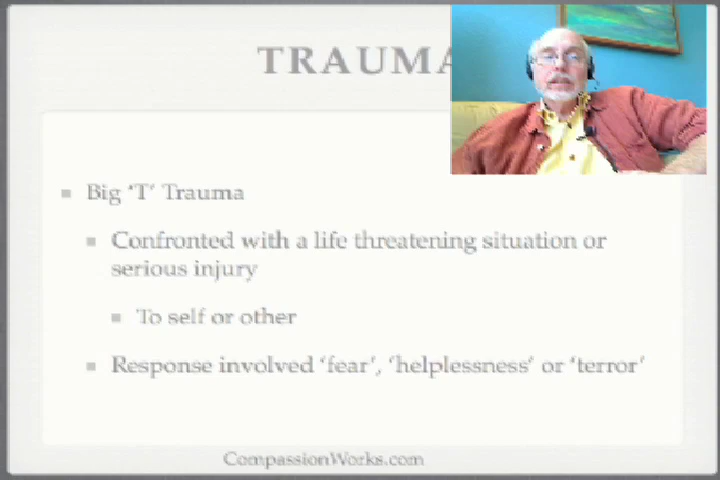 TRAUMA
Big ‘T’ Trauma
Confronted with a life threatening situation or
serious injury
To self or other
Response involved ‘fear’, ‘helplessness’ or ‘terror’
CompassionWorks.com